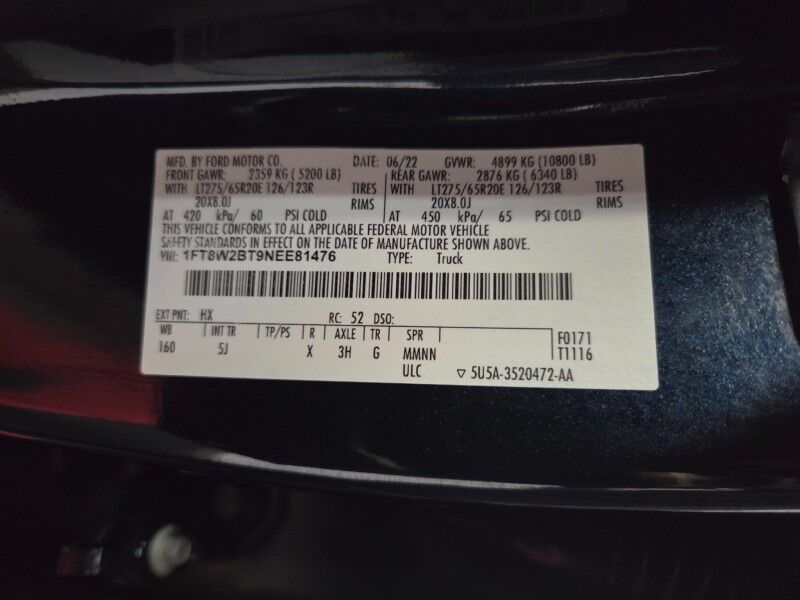 MFD. BY FORD MOTOR CO. DATE: 06/22 GVWR: 4899 KG (10800 LB)
FRONT GAWR: 2359 KG ( 5200 LB) REAR GAWR: 2876 KG ( 6340 LB)
WITH LT275/65R20E 126/123R TIRES WITH LT275/65R20E 126/123R TIRES
20X8.0J RIMS 20X8.0J RIMS
AT 420 kPa/ 60 PSI COLD AT 450 kPa/ 65 PSI COLD
THIS VEHICLE CONFORMS TO ALL APPLICABLE FEDERAL MOTOR VEHICLE
SAFETY STANDARDS IN EFFECT ON THE DATE OF MANUFACTURE SHOWN ABOVE.
VIN: 1FT8W2BT9NEE81476 TYPE: Truck
EXT PNT: HX RC: 52 DSO:
WB INT TR TP/PS R AXLE TR SPR F0171
160 5J X 3H G MMNN T1116
ULC ▽ 5U5A-3520472-AA